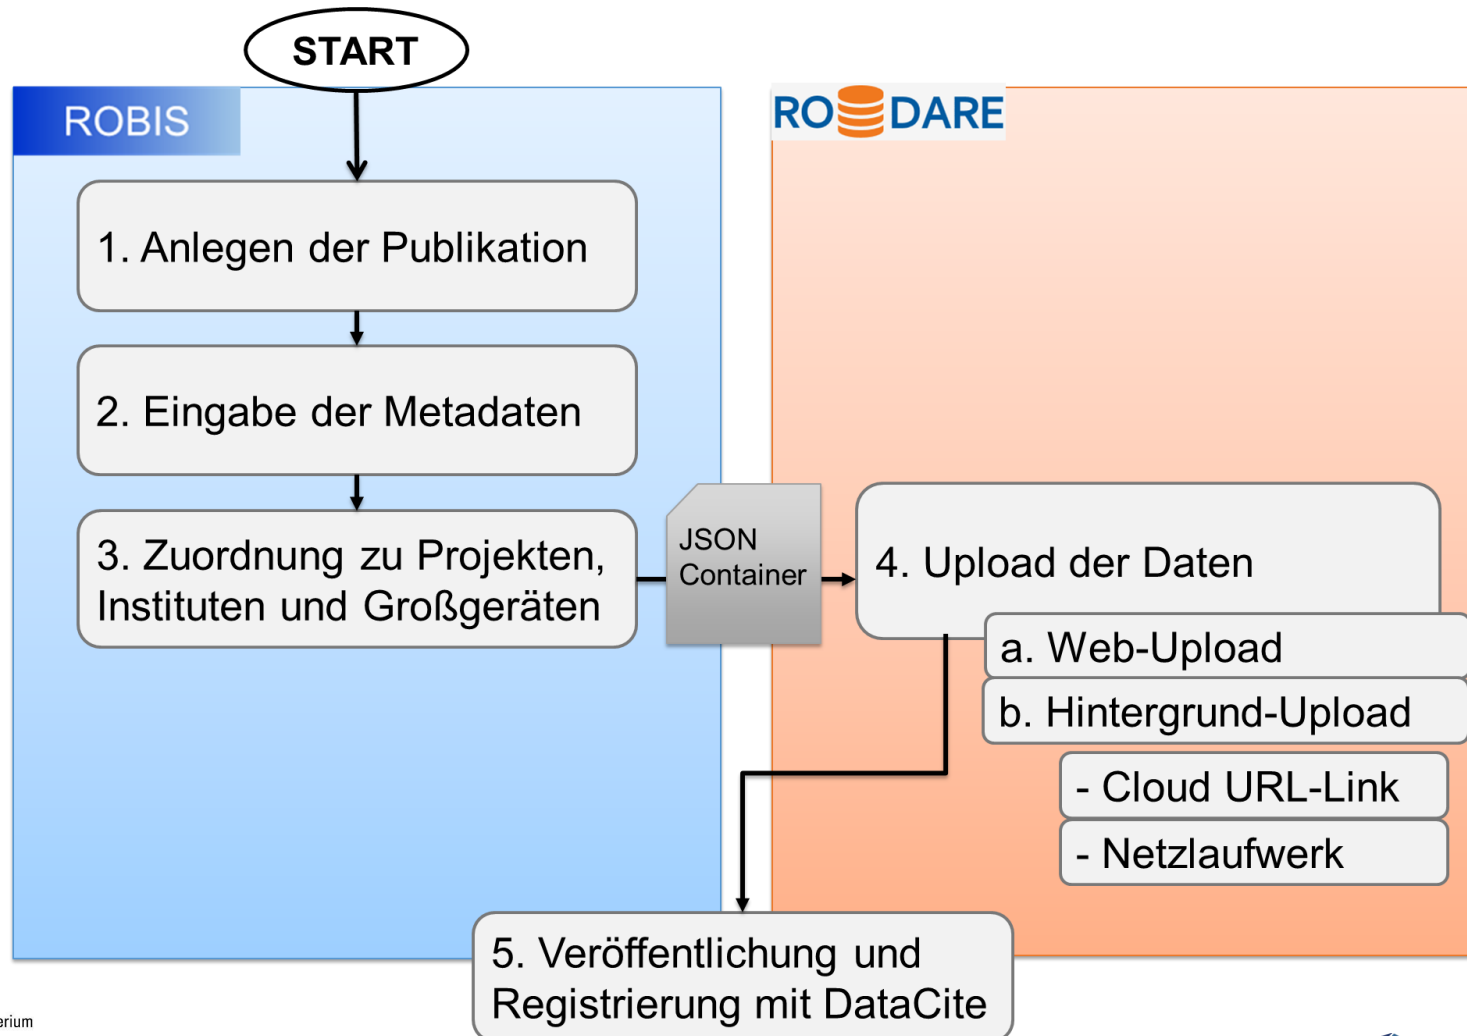 START
ROBIS
RODARE
1. Anlegen der Publikation
2. Eingabe der Metadaten
3. Zuordnung zu Projekten,
Instituten und Großgeräten
JSON
Container
4. Upload der Daten
a. Web-Upload
b. Hintergrund-Upload
- Cloud URL-Link
- Netzlaufwerk
5. Veröffentlichung und
Registrierung mit DataCite
erium